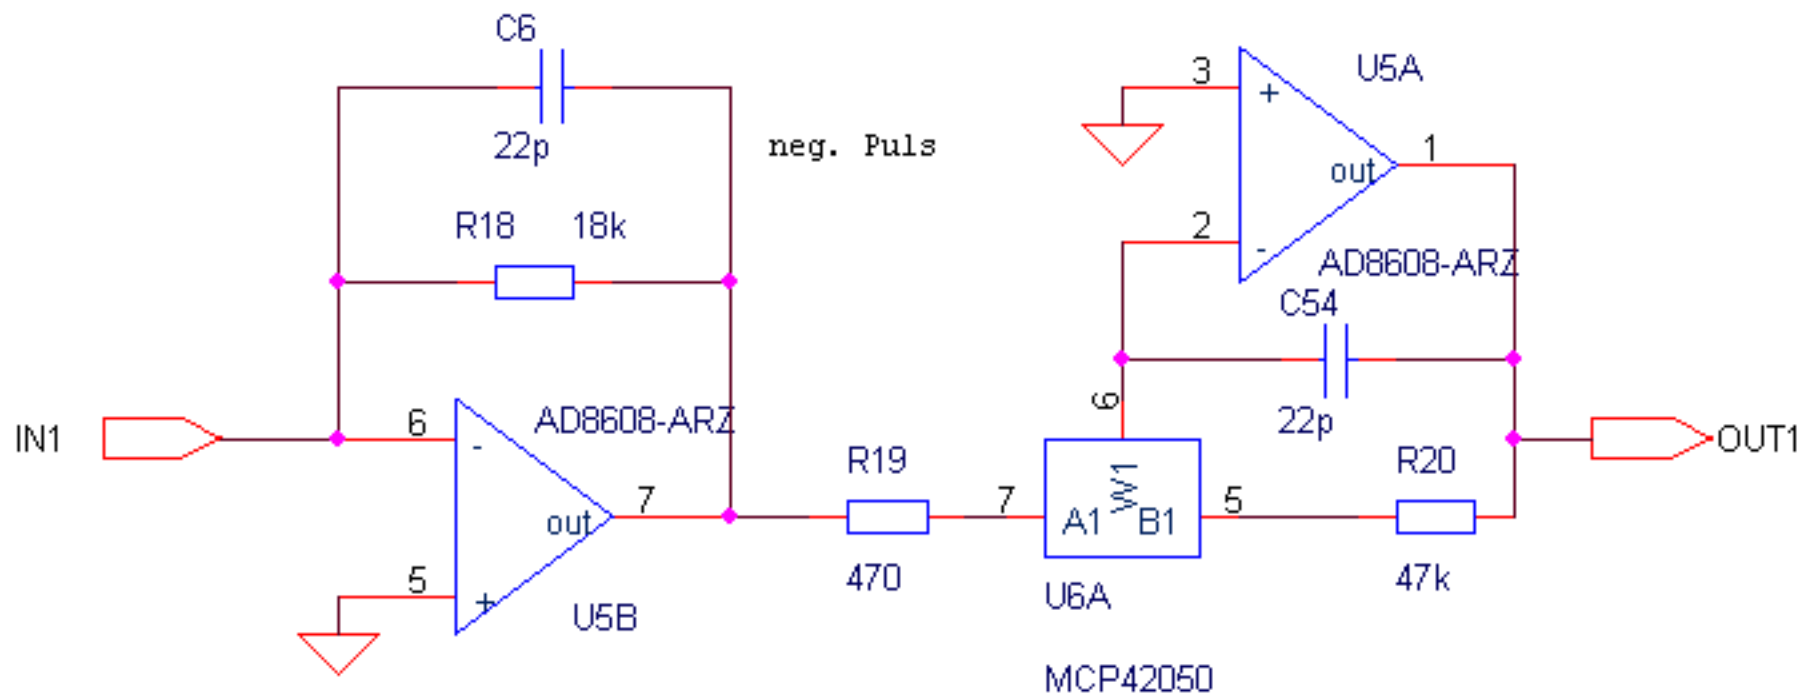 C6
22p
neg. Puls
R18 18k
3
+
U5A
out
1
2
-
AD8608-ARZ
C54
22p
IN1
6
-
AD8608-ARZ
out
7
5
+
U5B
R19
470
7
6
A1 W1 B1
5
U6A
MCP42050
R20
47k
OUT1